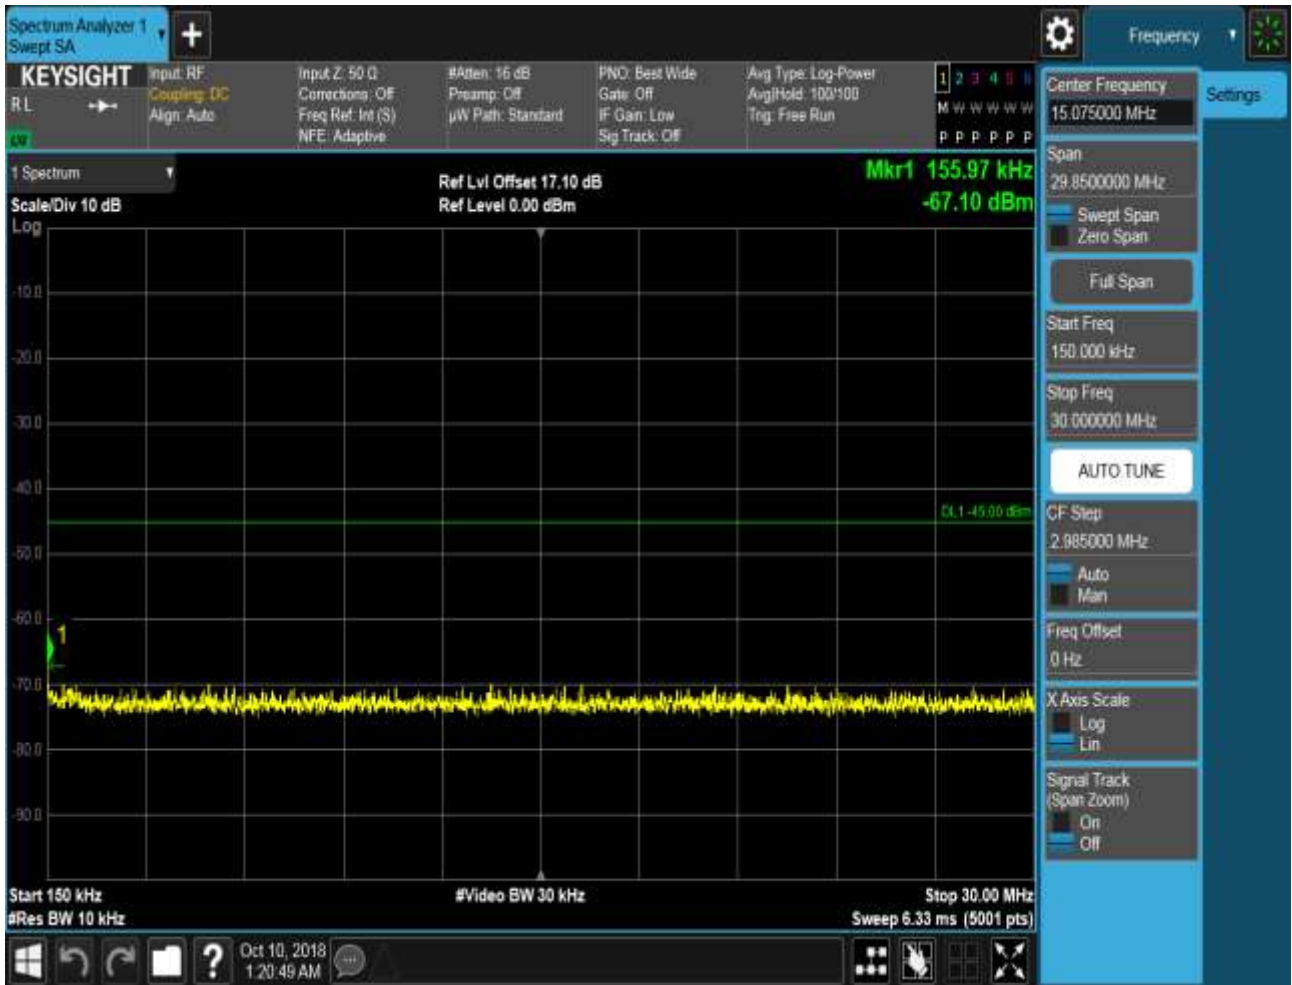 Spectrum Analyzer 1
Swept SA
Frequency
KEYSIGHT
RL
Input: RF
Coupling: DC
Align: Auto
Input Z: 50 Ω
Corrections: Off
Freq Ref: Int (S)
NFE: Adaptive
#Atten: 16 dB
Preamp: Off
µW Path: Standard
PNO: Best Wide
Gate: Off
IF Gain: Low
Sig Track: Off
Avg Type: Log-Power
Avg|Hold: 100/100
Trig: Free Run
1 2 3 4 5 6
M W W W W W
P P P P P P
Center Frequency
15.075000 MHz
Settings
1 Spectrum
Scale/Div 10 dB
Ref Lvl Offset 17.10 dB
Ref Level 0.00 dBm
Mkr1 155.97 kHz
-67.10 dBm
Log
-10.0
-20.0
-30.0
-40.0
-50.0
-60.0
-70.0
-80.0
-90.0
DL1 -45.00 dBm
1
Start 150 kHz
#Res BW 10 kHz
#Video BW 30 kHz
Stop 30.00 MHz
Sweep 6.33 ms (5001 pts)
Span
29.8500000 MHz
Swept Span
Zero Span
Full Span
Start Freq
150.000 kHz
Stop Freq
30.000000 MHz
AUTO TUNE
CF Step
2.985000 MHz
Auto
Man
Freq Offset
0 Hz
X Axis Scale
Log
Lin
Signal Track
(Span Zoom)
On
Off
?
Oct 10, 2018
1:20:49 AM